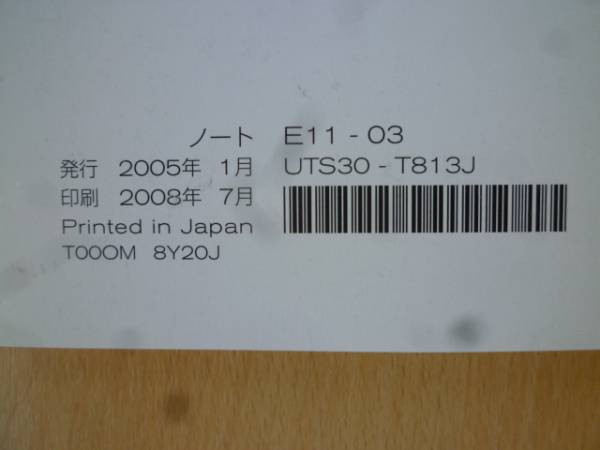 ノート E11 - 03
発行 2005年 1月 UTS30 - T813J
印刷 2008年 7月
Printed in Japan
T00OM 8Y20J